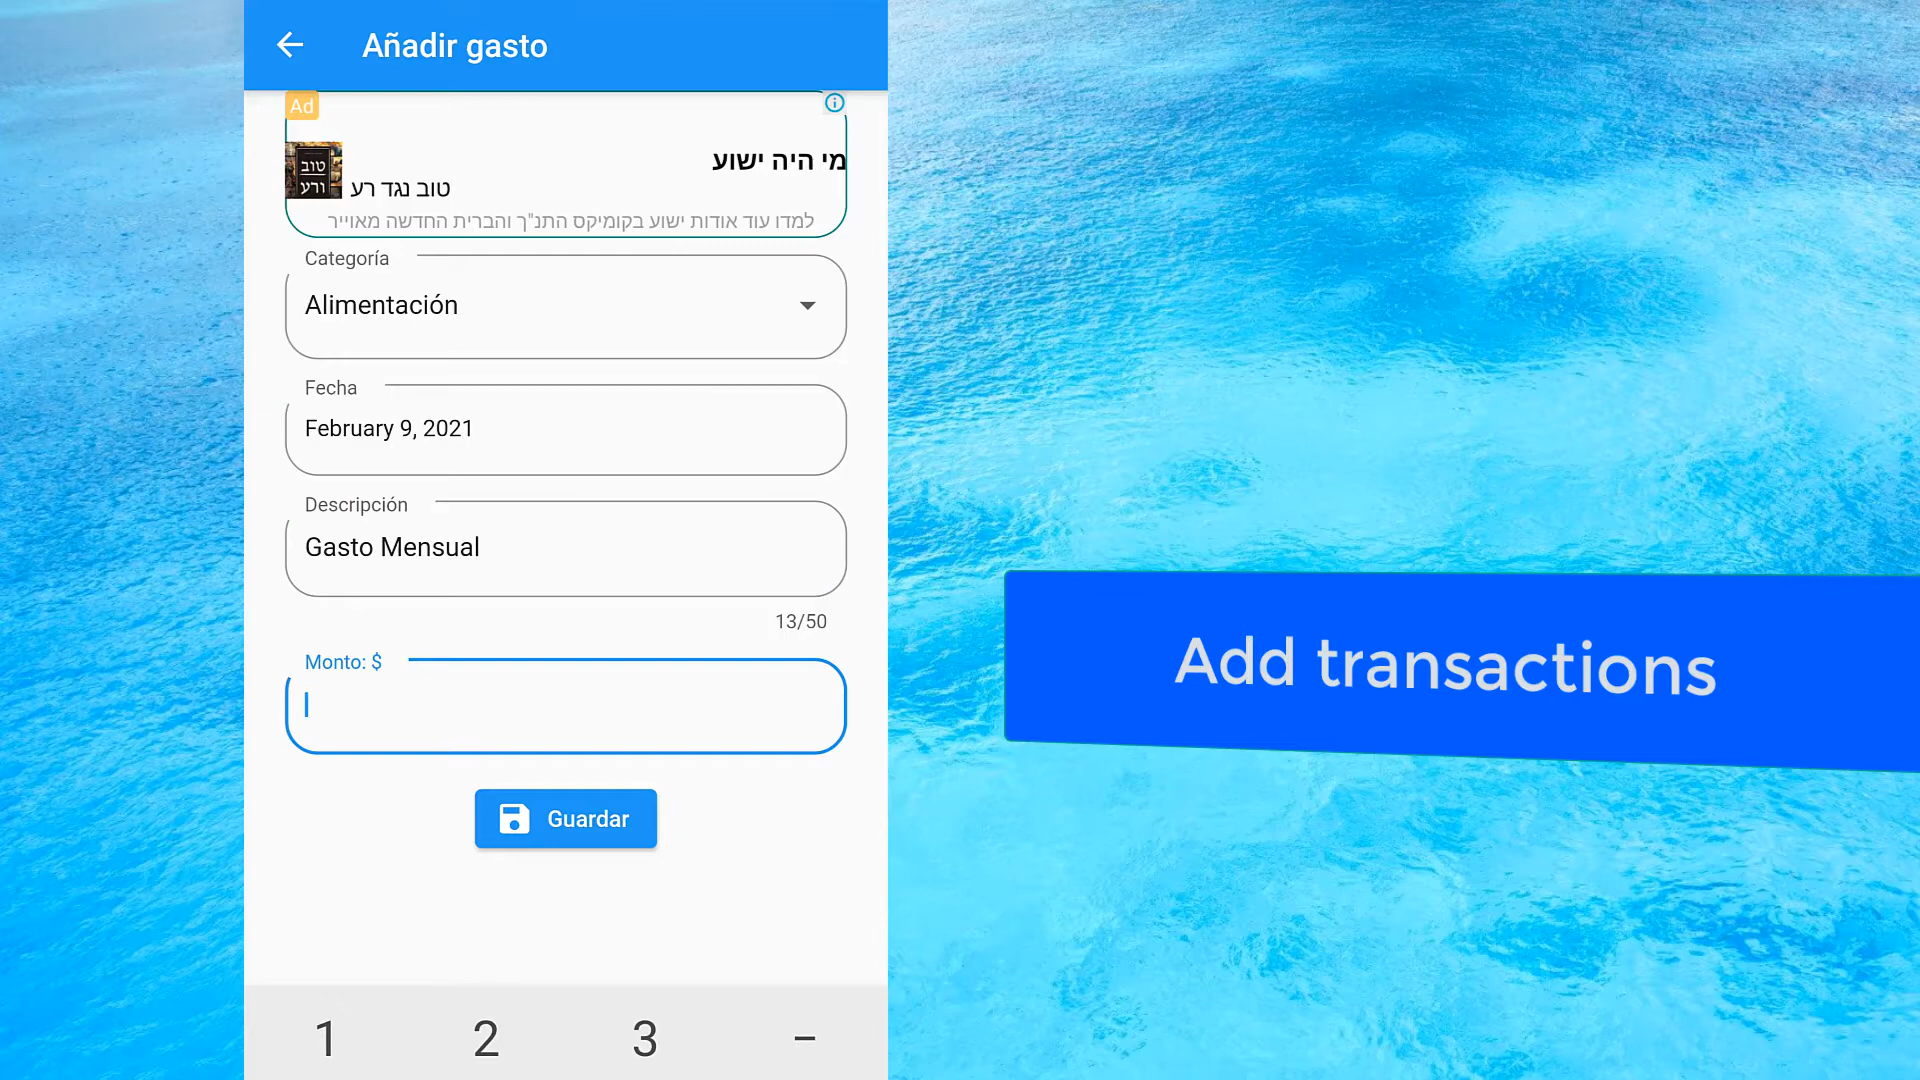 Añadir gasto
Ad
מי היה ישוע
טוב
ורע
טוב נגד רע
למדו עוד אודות ישוע בקומיקס התנ"ך והברית החדשה מאוייר
Categoría
Alimentación
Fecha
February 9, 2021
Descripción
Gasto Mensual
13/50
Monto: $
Guardar
1 2 3 −
Add transactions